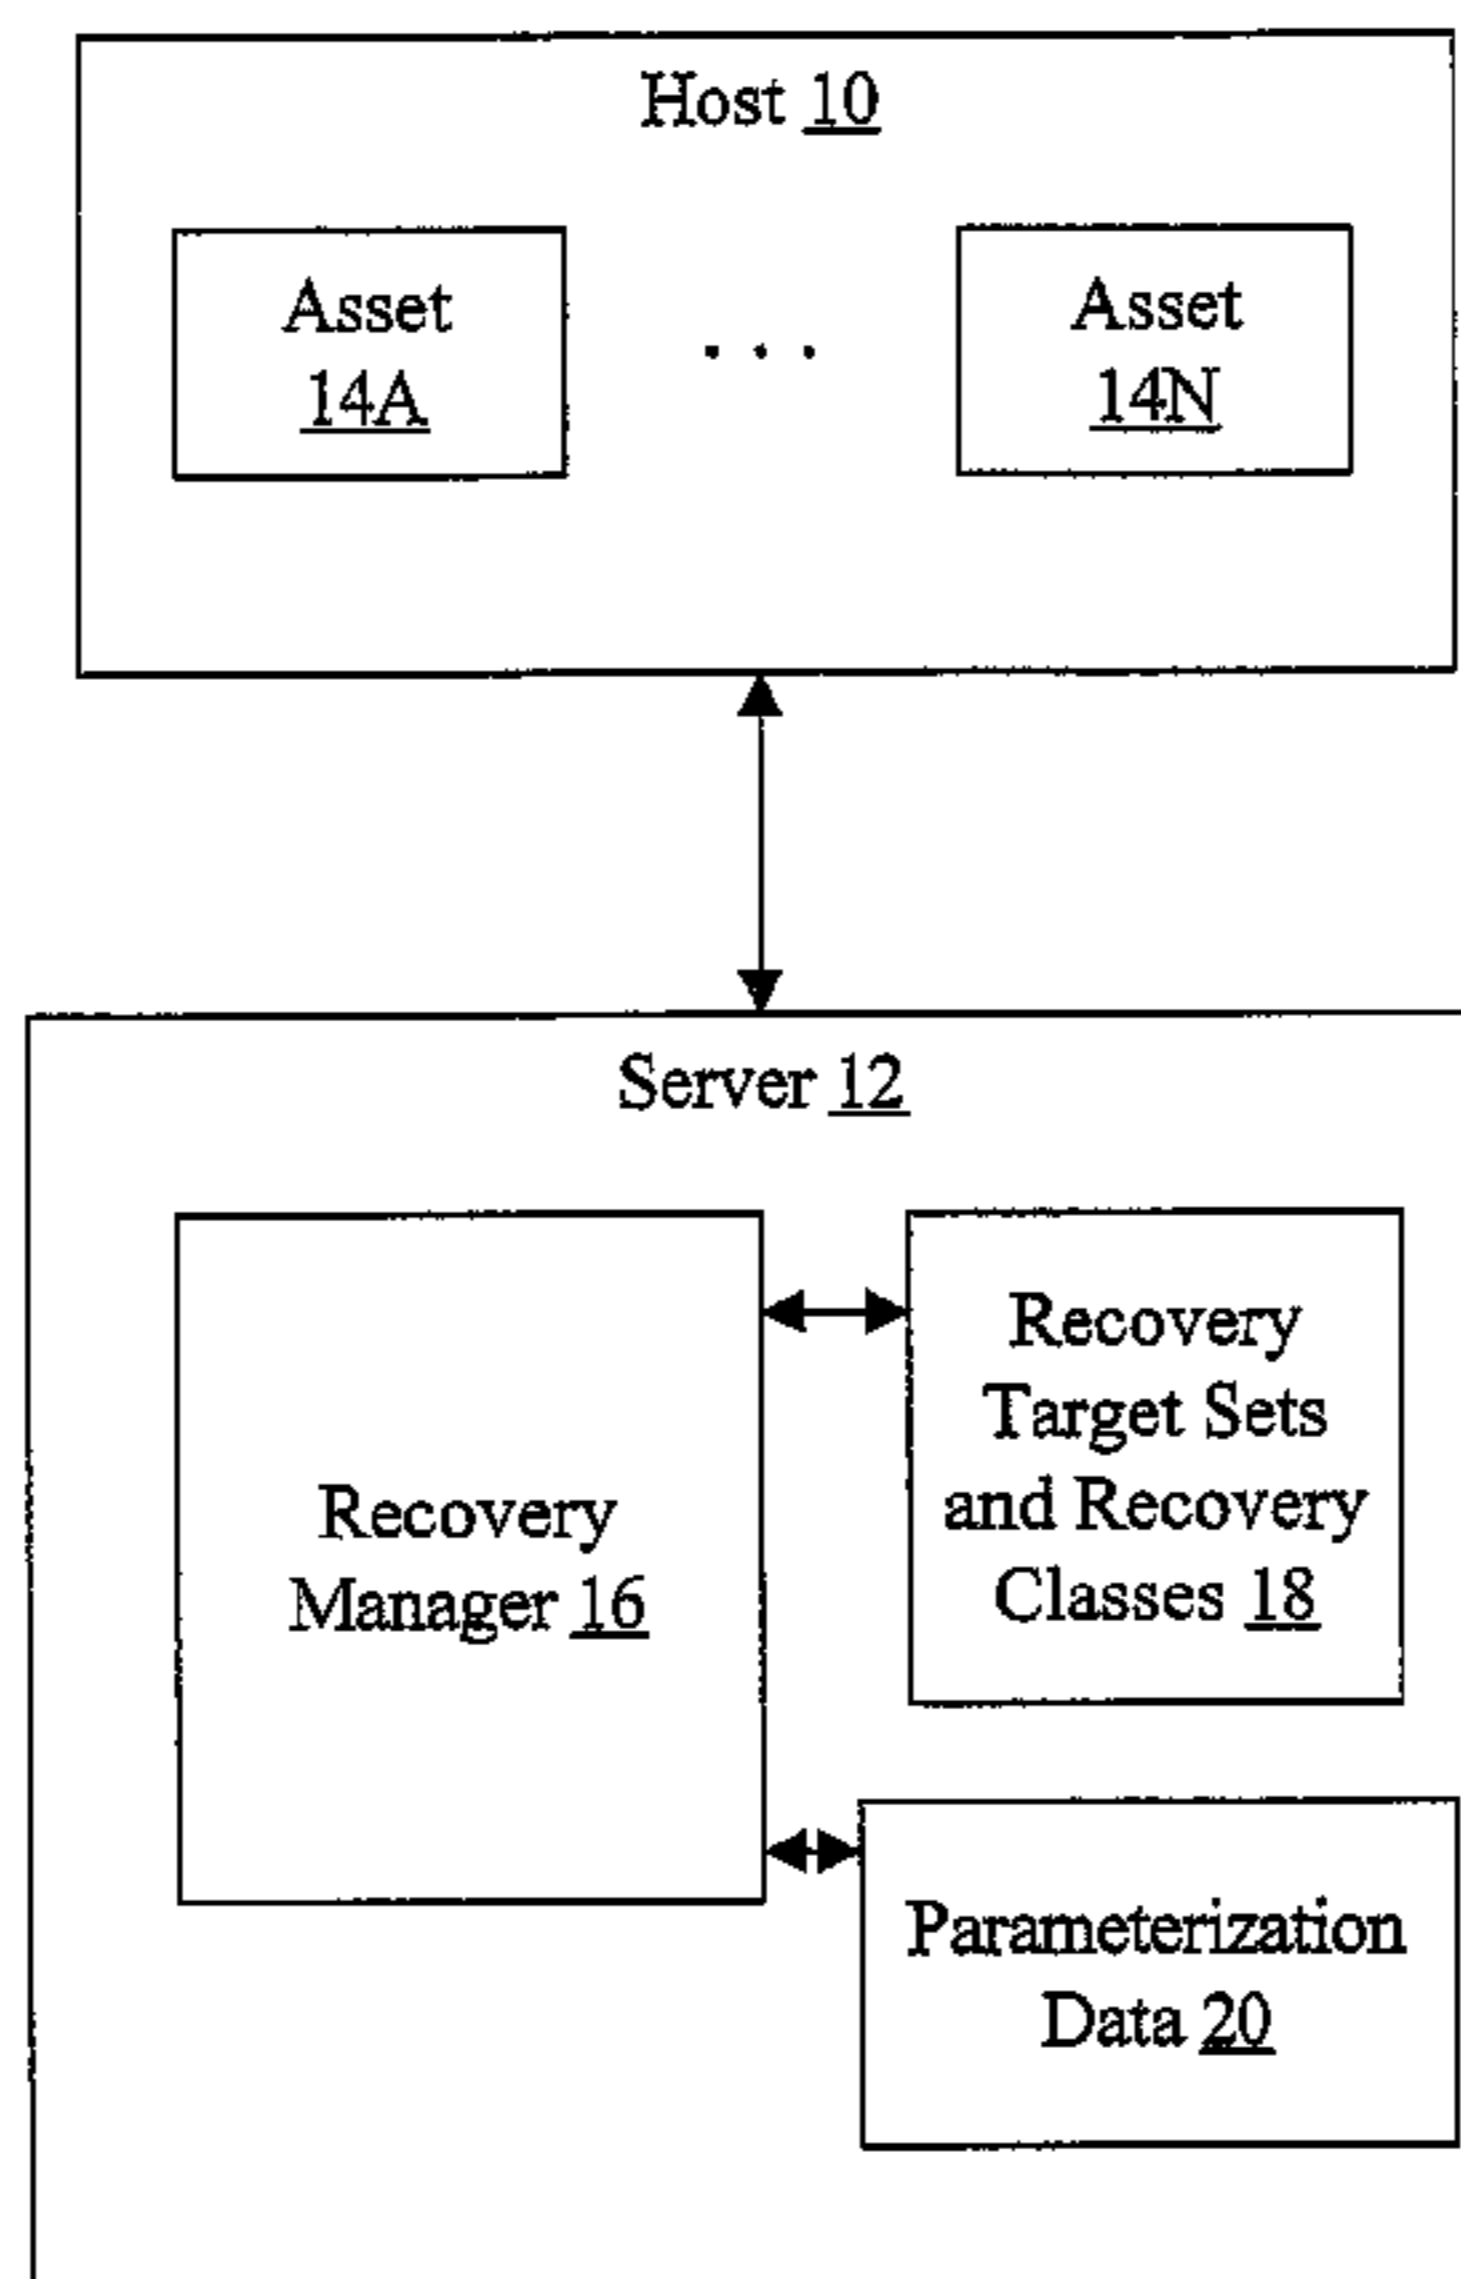 Host 10
Asset
14A
. . .
Asset
14N
Server 12
Recovery
Manager 16
Recovery
Target Sets
and Recovery
Classes 18
Parameterization
Data 20